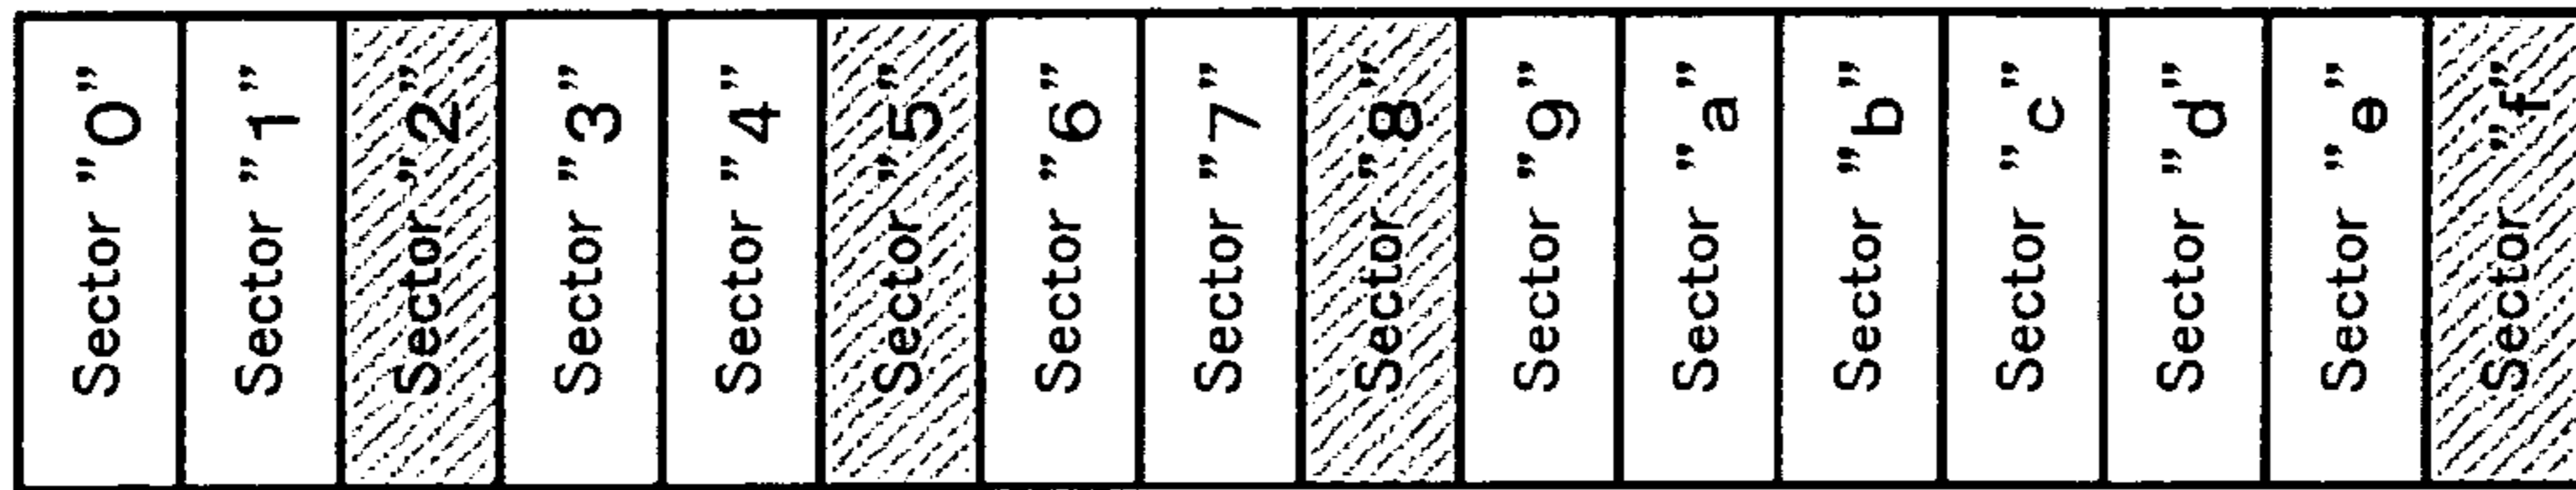 Sector "0"
Sector "1"
Sector "2"
Sector "3"
Sector "4"
Sector "5"
Sector "6"
Sector "7"
Sector "8"
Sector "9"
Sector "a"
Sector "b"
Sector "c"
Sector "d"
Sector "e"
Sector "f"